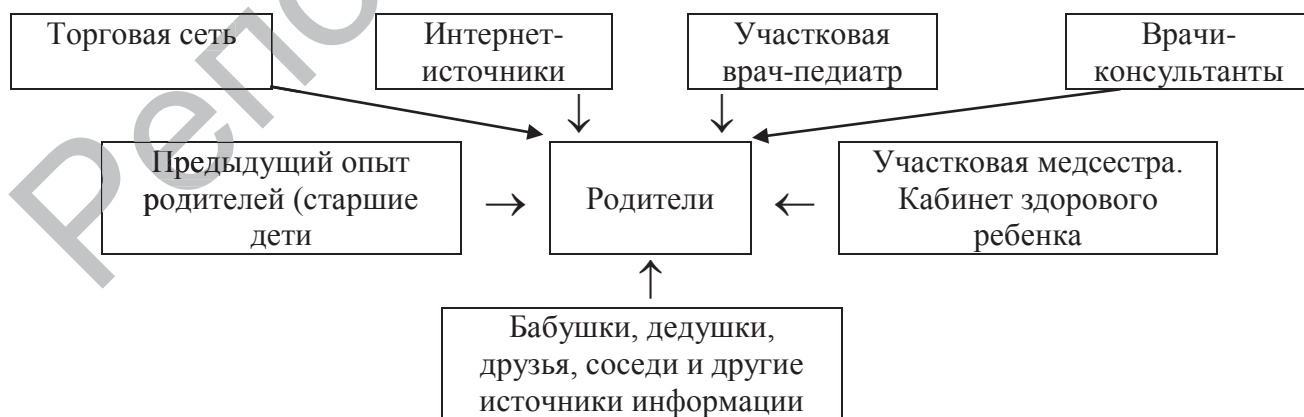 Торговая сеть
Интернет-
источники
Участковая
врач-педиатр
Врачи-
консультанты
Предыдущий опыт
родителей (старшие
дети
Родители
Участковая медсестра.
Кабинет здорового
ребенка
Бабушки, дедушки,
друзья, соседи и другие
источники информации